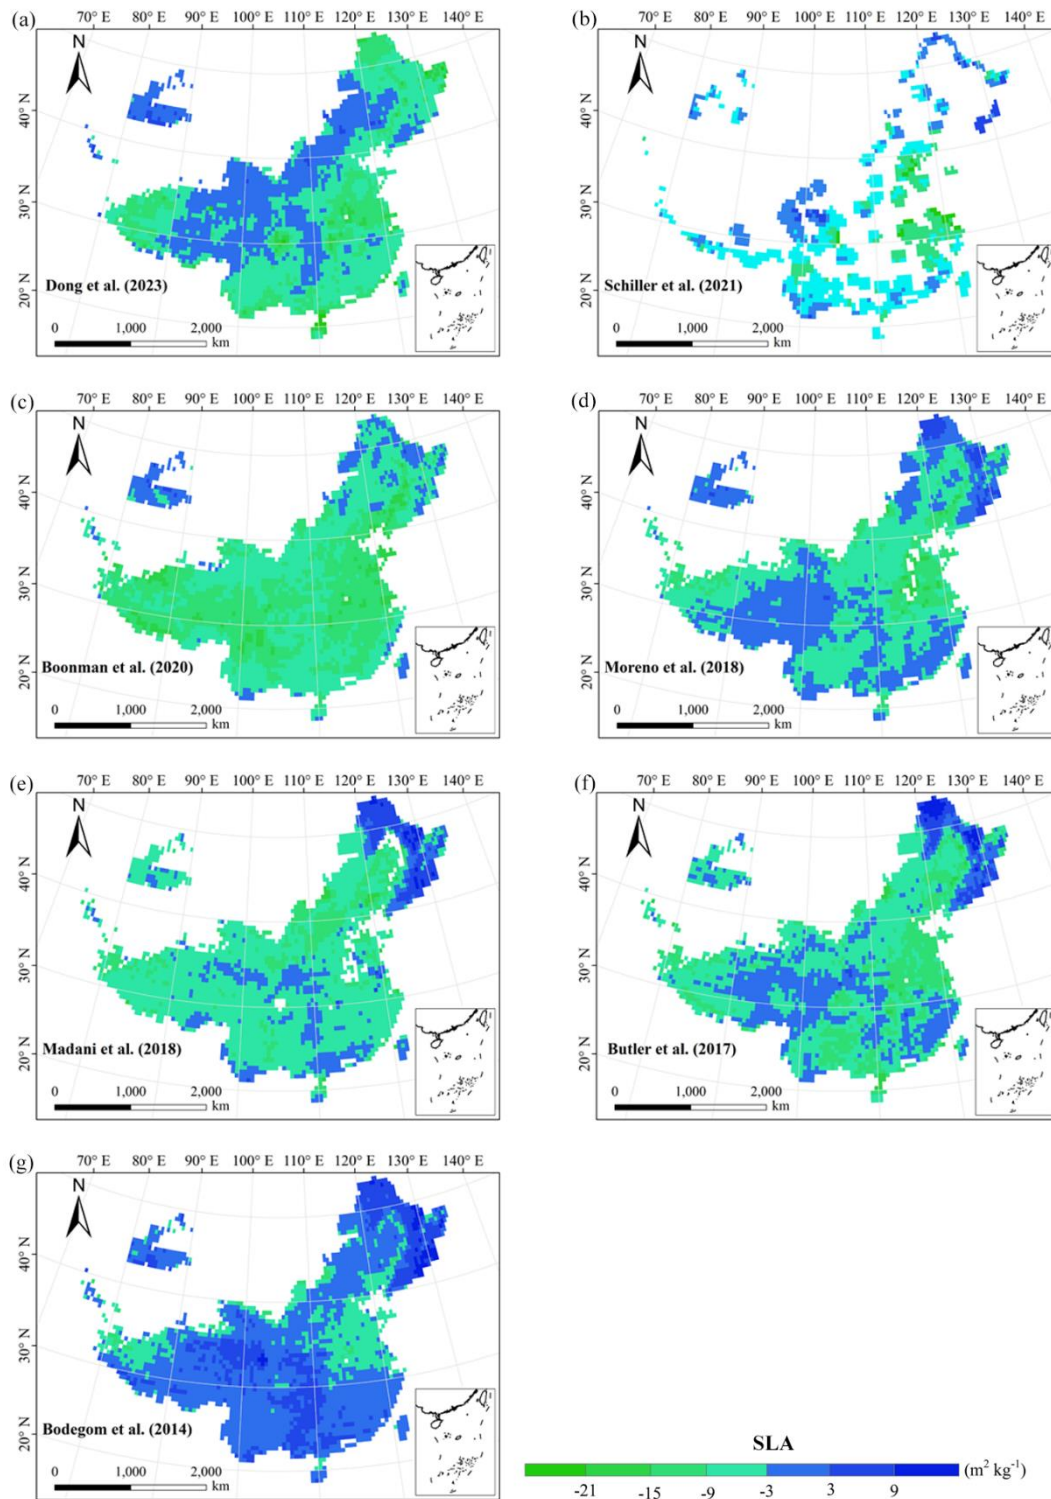 (a)
70° E 80° E 90° E 100° E 110° E 120° E 130° E 140° E
N
40° N
30° N
20° N
Dong et al. (2023)
0 1,000 2,000
km
(b)
70° E 80° E 90° E 100° E 110° E 120° E 130° E 140° E
N
40° N
30° N
20° N
Schiller et al. (2021)
0 1,000 2,000
km
(c)
70° E 80° E 90° E 100° E 110° E 120° E 130° E 140° E
N
40° N
30° N
20° N
Boonman et al. (2020)
0 1,000 2,000
km
(d)
70° E 80° E 90° E 100° E 110° E 120° E 130° E 140° E
N
40° N
30° N
20° N
Moreno et al. (2018)
0 1,000 2,000
km
(e)
70° E 80° E 90° E 100° E 110° E 120° E 130° E 140° E
N
40° N
30° N
20° N
Madani et al. (2018)
0 1,000 2,000
km
(f)
70° E 80° E 90° E 100° E 110° E 120° E 130° E 140° E
N
40° N
30° N
20° N
Butler et al. (2017)
0 1,000 2,000
km
(g)
70° E 80° E 90° E 100° E 110° E 120° E 130° E 140° E
N
40° N
30° N
20° N
Bodegom et al. (2014)
0 1,000 2,000
km
SLA
(m² kg⁻¹)
-21 -15 -9 -3 3 9